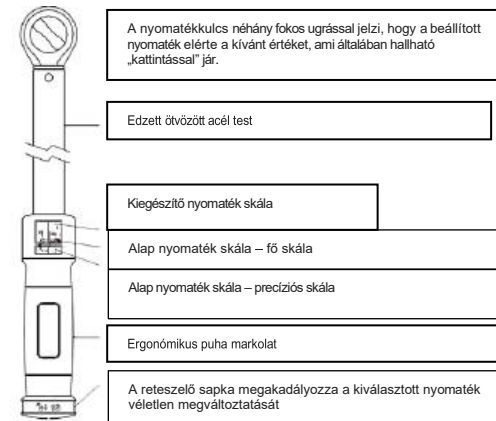 A nyomatékkulcs néhány fokos ugrással jelzi, hogy a beállított
nyomaték elérte a kívánt értéket, ami általában hallható
„kattintással” jár.
Edzett ötvözött acél test
Kiegészítő nyomaték skála
Alap nyomaték skála – fő skála
Alap nyomaték skála – precíziós skála
Ergónómikus puha markolat
A reteszelő sapka megakadályozza a kiválasztott nyomaték
véletlen megváltoztatását